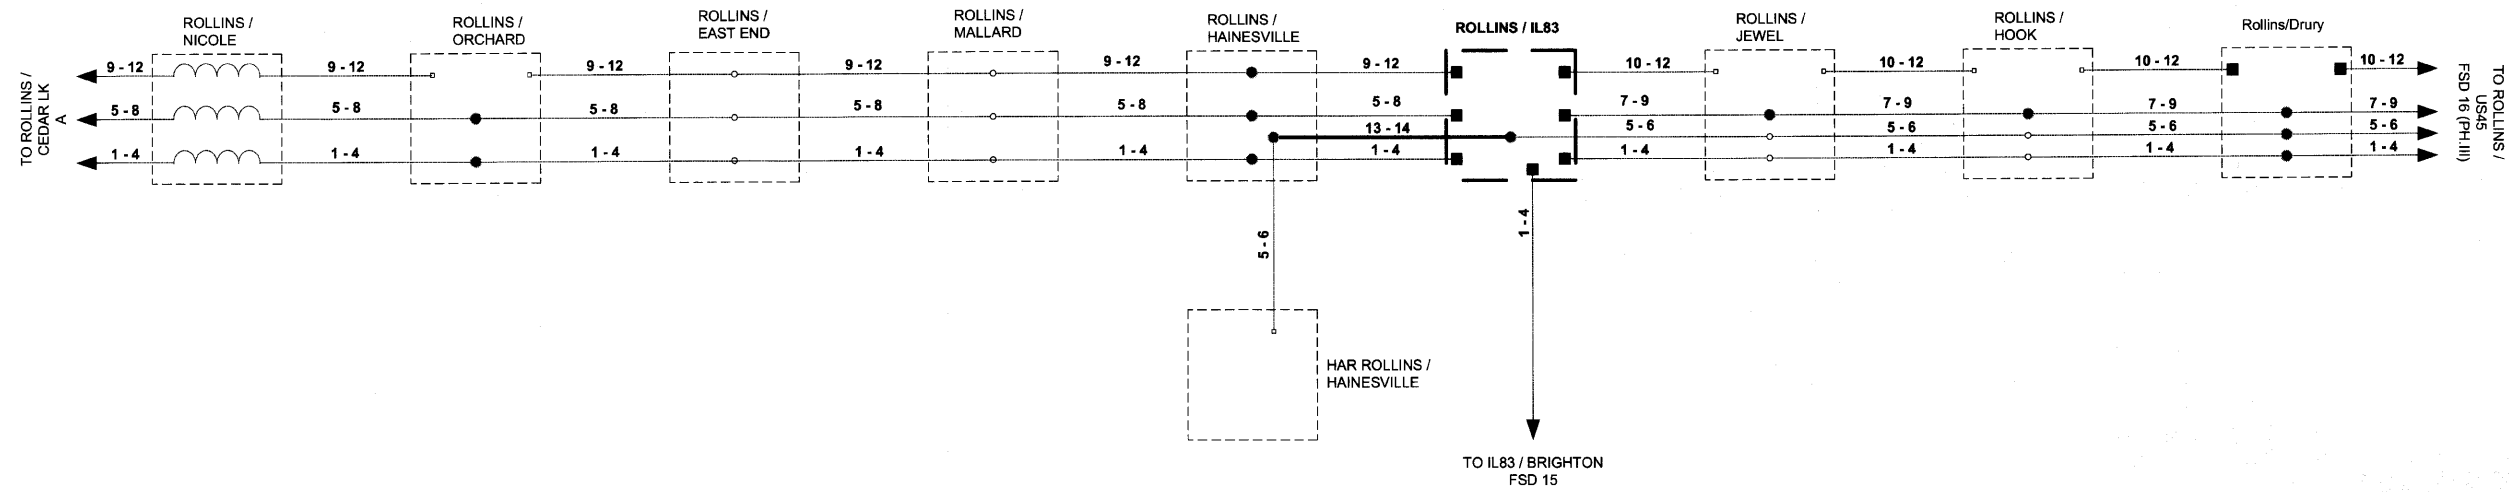 ROLLINS /
NICOLE
ROLLINS /
ORCHARD
ROLLINS /
EAST END
ROLLINS /
MALLARD
ROLLINS /
HAINESVILLE
ROLLINS / IL83
ROLLINS /
JEWEL
ROLLINS /
HOOK
Rollins/Drury
TO ROLLINS /
CEDAR LK
A
9 - 12 9 - 12 9 - 12 9 - 12 9 - 12 9 - 12 10 - 12 10 - 12 10 - 12 10 - 12
5 - 8 5 - 8 5 - 8 5 - 8 5 - 8 5 - 8 7 - 9 7 - 9 7 - 9 7 - 9
13 - 14 5 - 6 5 - 6 5 - 6 5 - 6
1 - 4 1 - 4 1 - 4 1 - 4 1 - 4 1 - 4 1 - 4 1 - 4 1 - 4 1 - 4
TO ROLLINS /
US45
FSD 16 (PH.III)
5 - 6
1 - 4
HAR ROLLINS /
HAINESVILLE
TO IL83 / BRIGHTON
FSD 15